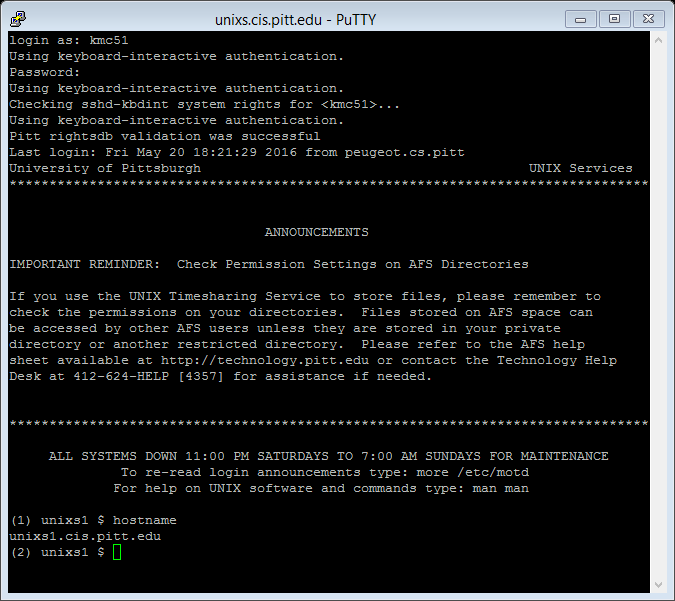 unixs.cis.pitt.edu - PuTTY
login as: kmc51
Using keyboard-interactive authentication.
Password:
Using keyboard-interactive authentication.
Checking sshd-kbdint system rights for <kmc51>...
Using keyboard-interactive authentication.
Pitt rightsdb validation was successful
Last login: Fri May 20 18:21:29 2016 from peugeot.cs.pitt
University of Pittsburgh                                         UNIX Services
********************************************************************************
ANNOUNCEMENTS
IMPORTANT REMINDER:  Check Permission Settings on AFS Directories
If you use the UNIX Timesharing Service to store files, please remember to
check the permissions on your directories.  Files stored on AFS space can
be accessed by other AFS users unless they are stored in your private
directory or another restricted directory.  Please refer to the AFS help
sheet available at http://technology.pitt.edu or contact the Technology Help
Desk at 412-624-HELP [4357] for assistance if needed.
********************************************************************************
ALL SYSTEMS DOWN 11:00 PM SATURDAYS TO 7:00 AM SUNDAYS FOR MAINTENANCE
To re-read login announcements type: more /etc/motd
For help on UNIX software and commands type: man man
(1) unixs1 $ hostname
unixs1.cis.pitt.edu
(2) unixs1 $